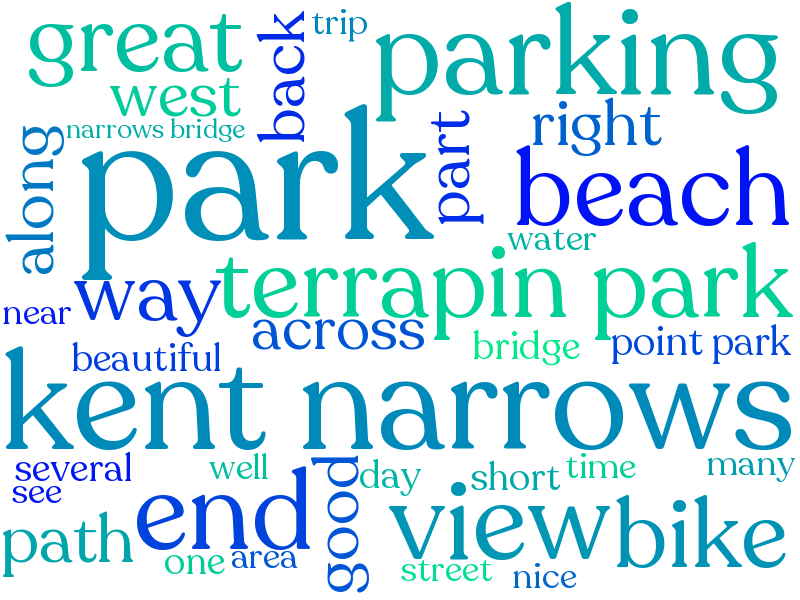 great
back
trip
parking
west
narrows bridge
right
along
park
part
beach
water
terrapin park
way
near
across
bridge
point park
beautiful
kent narrows
several
well
good
day
short
time
many
see
end
view
bike
path
one
area
street
nice